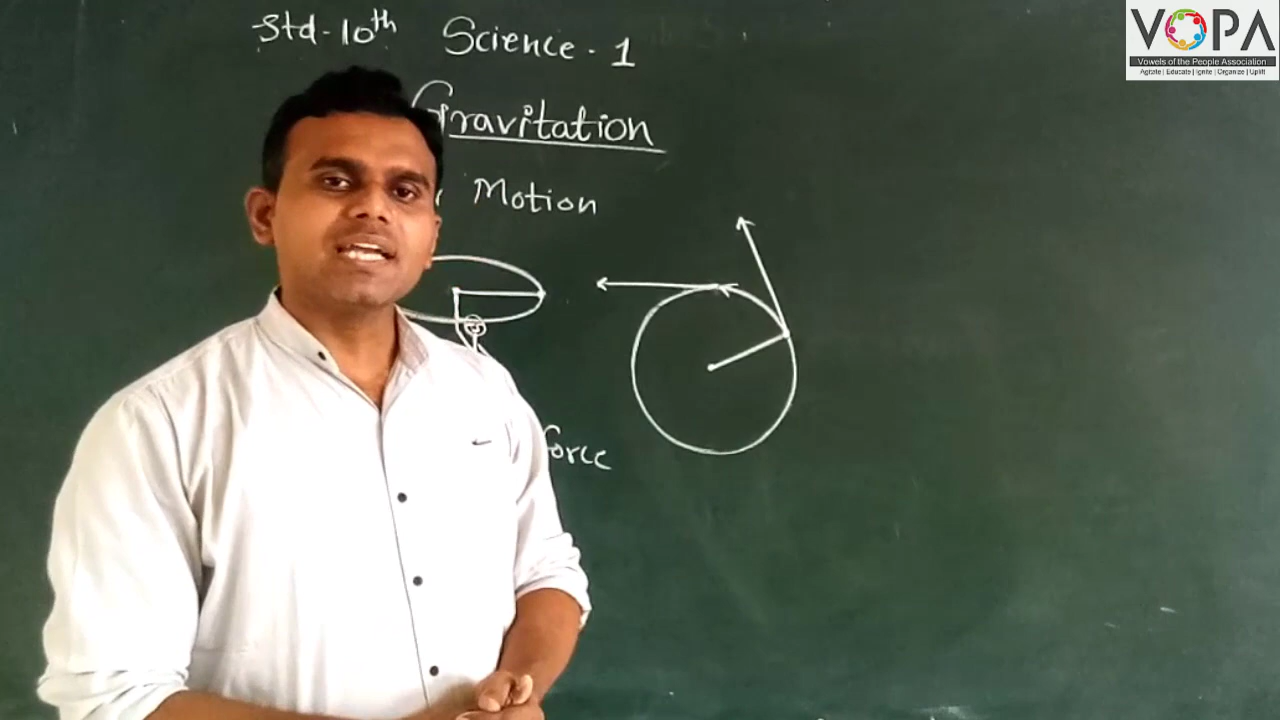 Std-10th Science-1
Gravitation
Motion
force
VOPA
Vowels of the People Association
Agitate | Educate | Ignite | Organize | Uplift